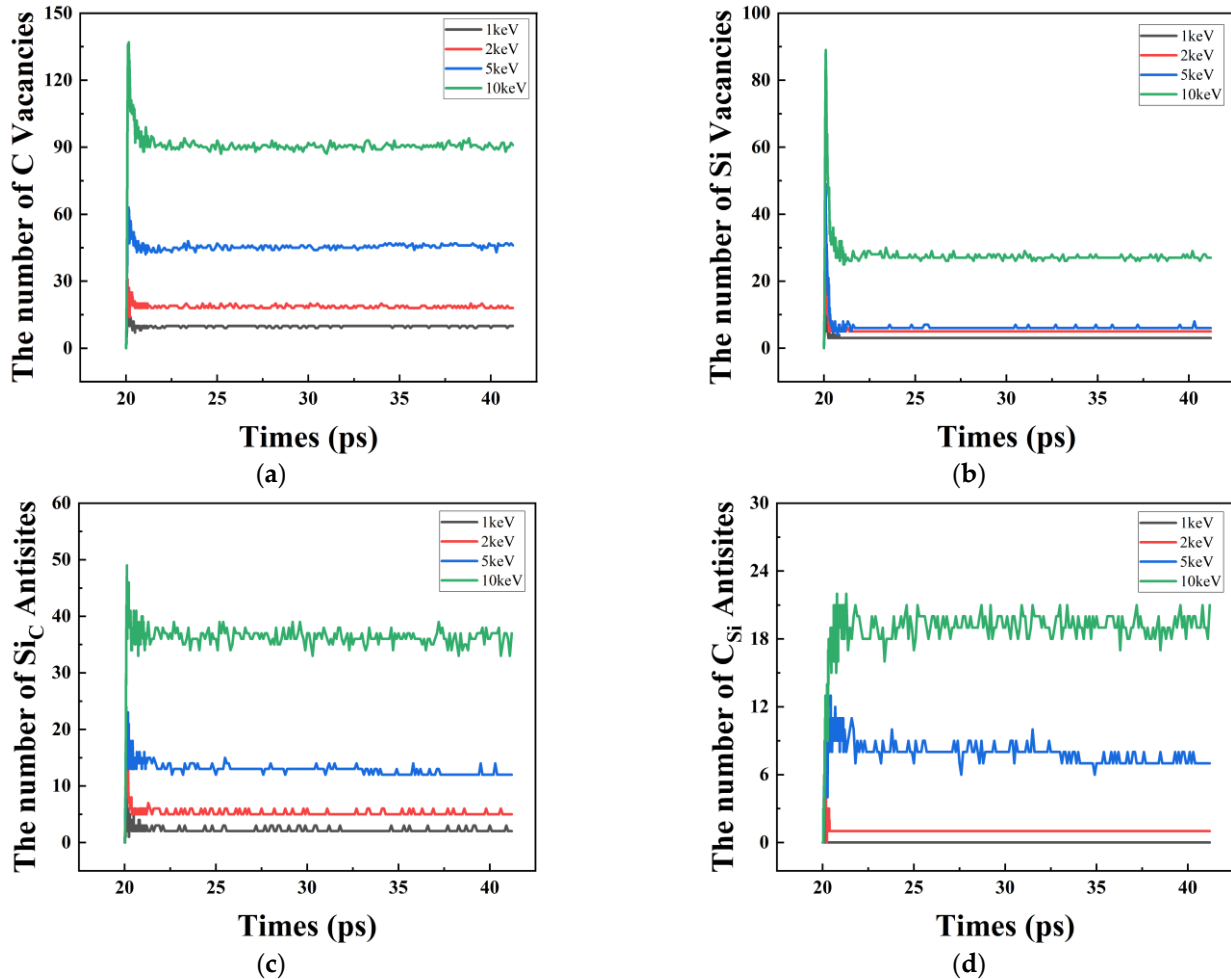 The number of C Vacancies
150
120
90
60
30
0
20
25
30
35
40
Times (ps)
1keV
2keV
5keV
10keV
(a)
The number of Si Vacancies
100
80
60
40
20
0
20
25
30
35
40
Times (ps)
1keV
2keV
5keV
10keV
(b)
The number of Si_C Antisites
60
50
40
30
20
10
0
20
25
30
35
40
Times (ps)
1keV
2keV
5keV
10keV
(c)
The number of C_Si Antisites
30
24
18
12
6
0
20
25
30
35
40
Times (ps)
1keV
2keV
5keV
10keV
(d)